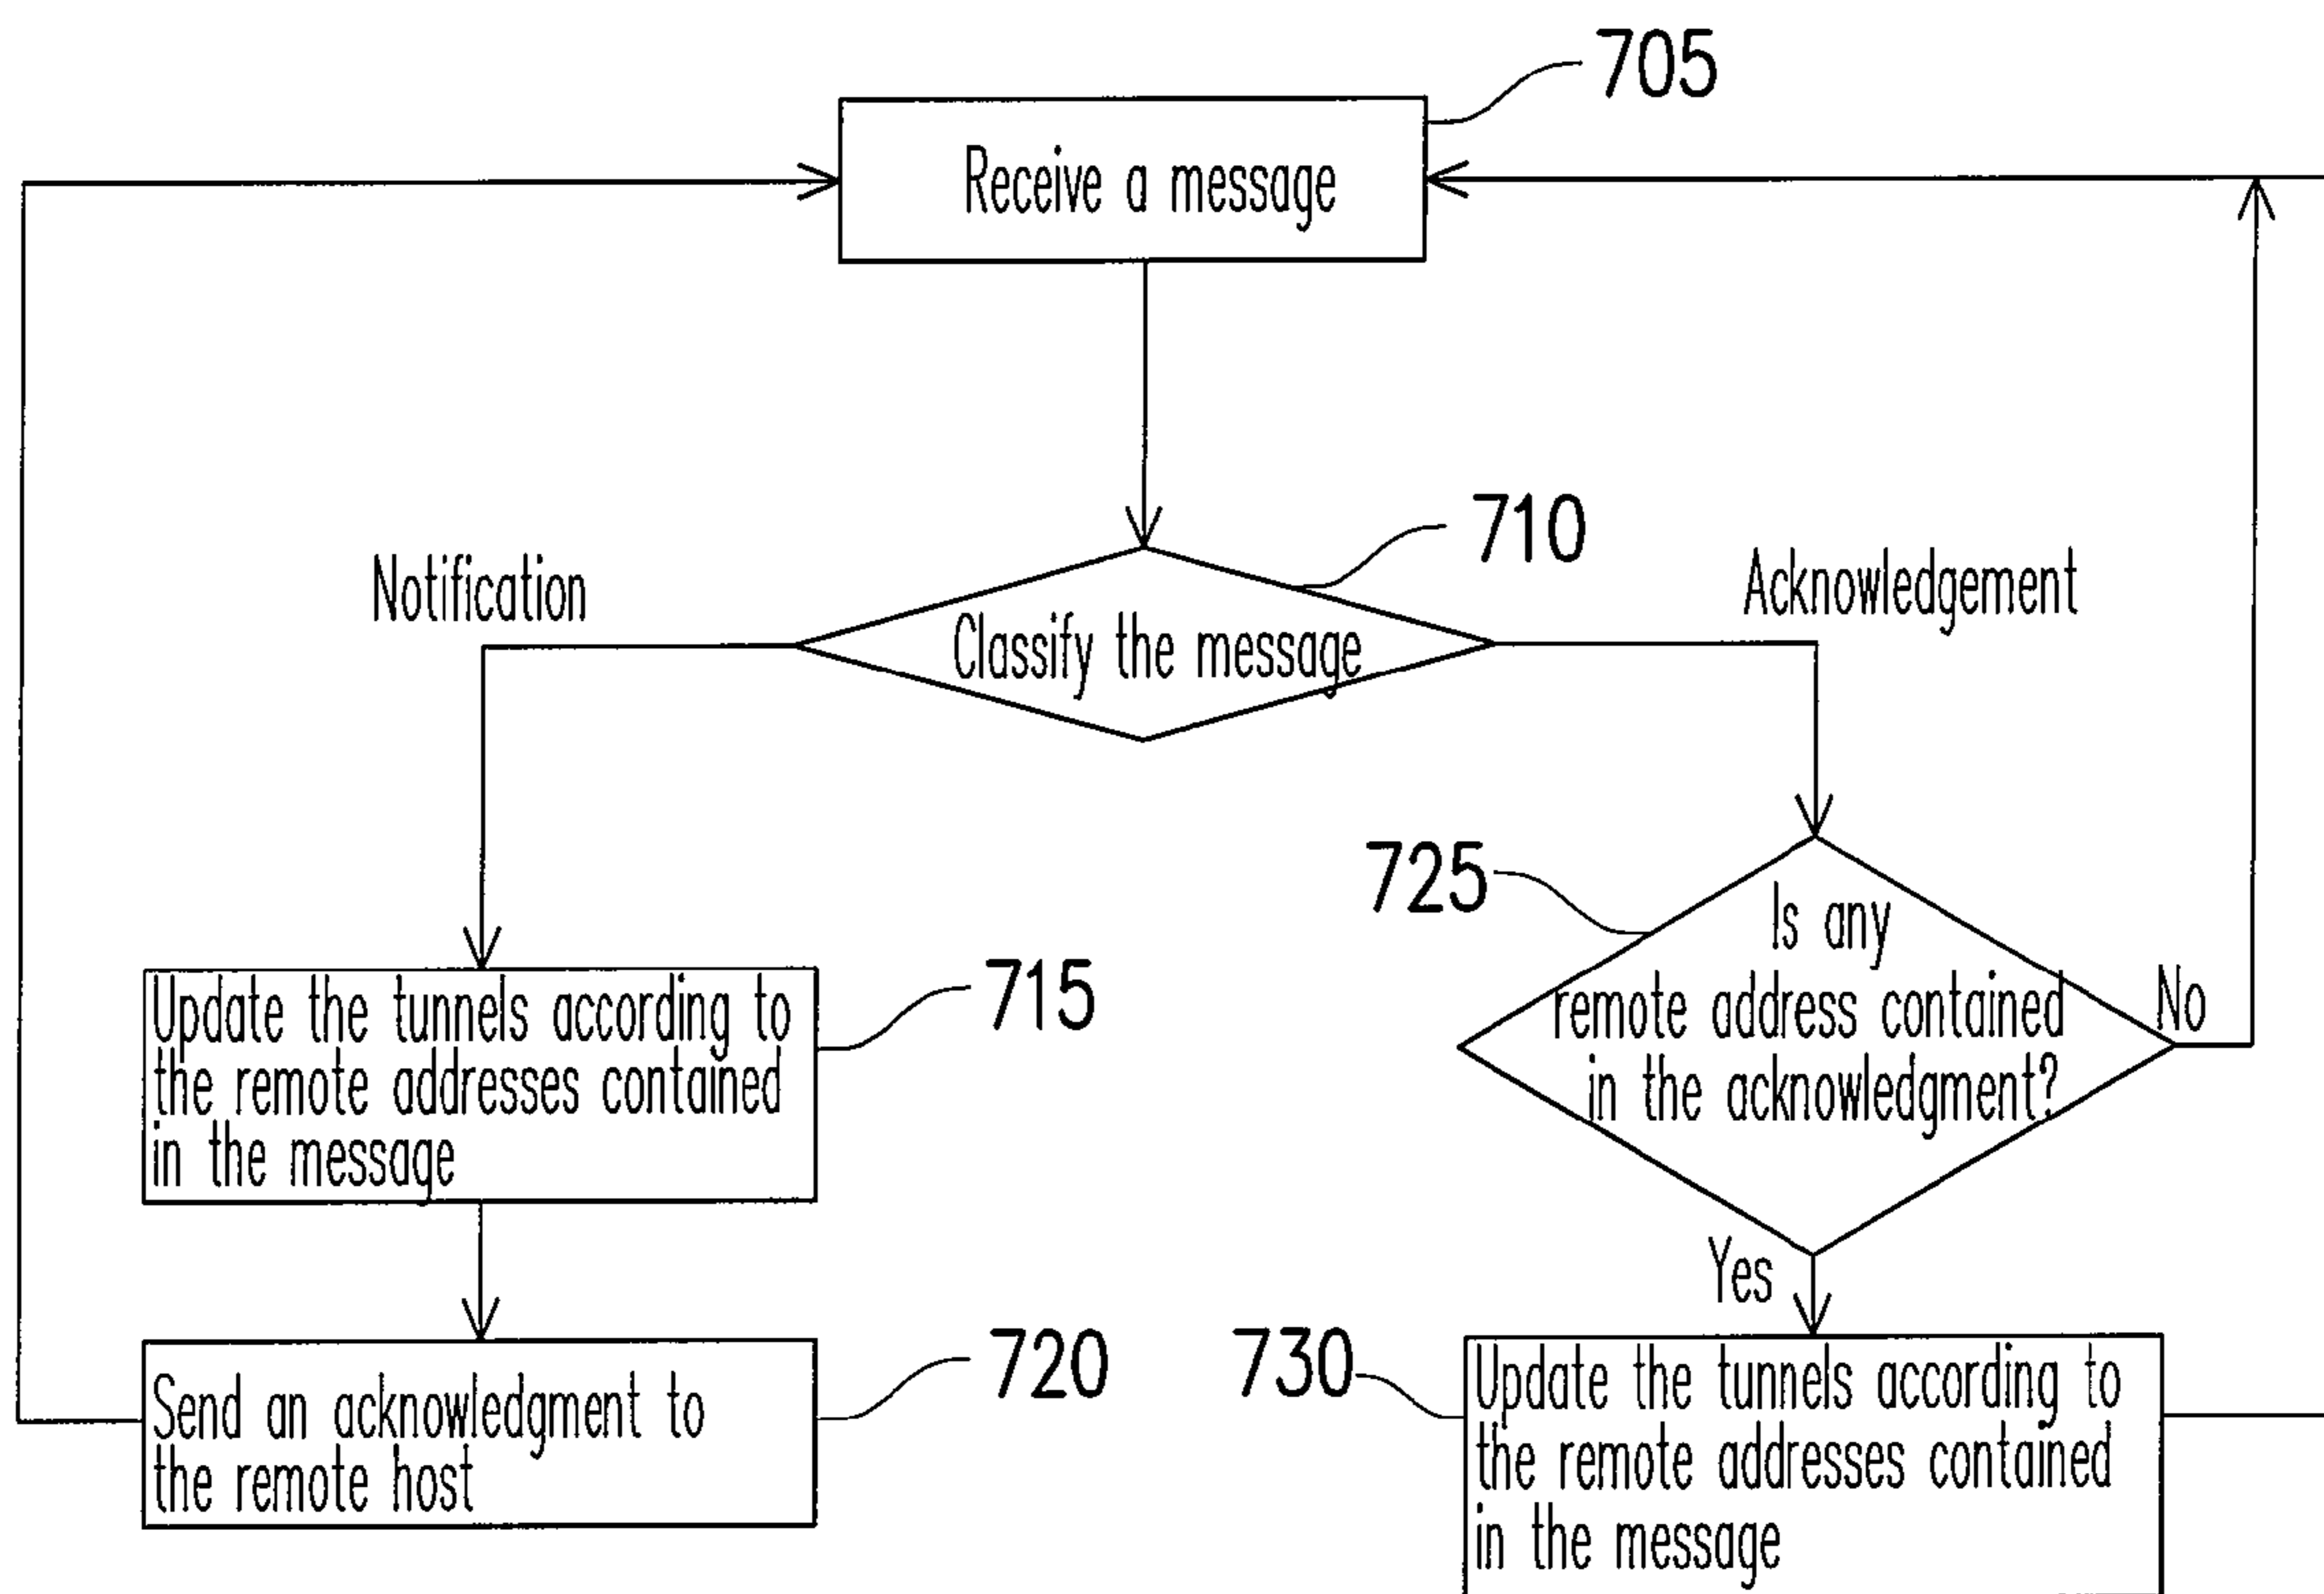 705
Receive a message
710
Notification
Acknowledgement
Classify the message
725
Is any
remote address contained
in the acknowledgment?
No
715
Update the tunnels according to
the remote addresses contained
in the message
Yes
720
Send an acknowledgment to
the remote host
730
Update the tunnels according to
the remote addresses contained
in the message